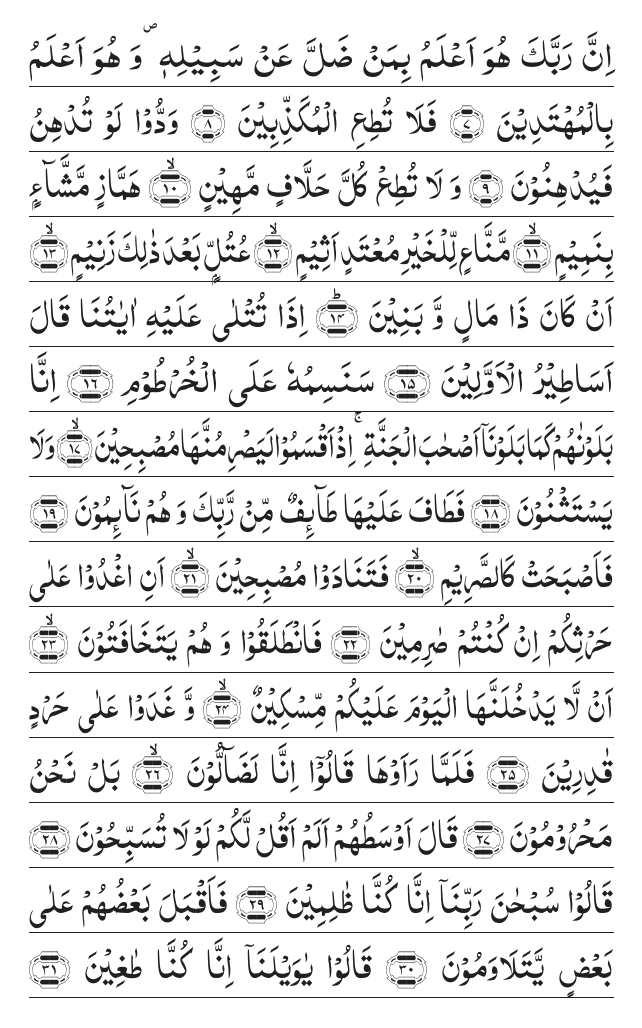 اِنَّ رَبَّكَ هُوَ اَعْلَمُ بِمَنْ ضَلَّ عَنْ سَبِيْلِهٖ ۪ وَ هُوَ اَعْلَمُ
بِالْمُهْتَدِيْنَ ﴿۷﴾ فَلَا تُطِعِ الْمُكَذِّبِيْنَ ﴿۸﴾ وَدُّوْا لَوْ تُدْهِنُ
فَيُدْهِنُوْنَ ﴿۹﴾ وَ لَا تُطِعْ كُلَّ حَلَّافٍ مَّهِيْنٍ ﴿ۙ۱۰﴾ هَمَّازٍ مَّشَّآءٍۭ
بِنَمِيْمٍ ﴿ۙ۱۱﴾ مَّنَّاعٍ لِّلْخَيْرِ مُعْتَدٍ اَثِيْمٍ ﴿ۙ۱۲﴾ عُتُلٍّۭ بَعْدَ ذٰلِكَ زَنِيْمٍ ﴿ۙ۱۳﴾
اَنْ كَانَ ذَا مَالٍ وَّ بَنِيْنَ ﴿ؕ۱۴﴾ اِذَا تُتْلٰى عَلَيْهِ اٰيٰتُنَا قَالَ
اَسَاطِيْرُ الْاَوَّلِيْنَ ﴿۱۵﴾ سَنَسِمُهٗ عَلَى الْخُرْطُوْمِ ﴿۱۶﴾ اِنَّا
بَلَوْنٰهُمْ كَمَا بَلَوْنَاۤ اَصْحٰبَ الْجَنَّةِ ۚ اِذْ اَقْسَمُوْا لَيَصْرِمُنَّهَا مُصْبِحِيْنَ ﴿ۙ۱۷﴾ وَلَا
يَسْتَثْنُوْنَ ﴿۱۸﴾ فَطَافَ عَلَيْهَا طَآىِٕفٌ مِّنْ رَّبِّكَ وَ هُمْ نَآىِٕمُوْنَ ﴿۱۹﴾
فَاَصْبَحَتْ كَالصَّرِيْمِ ﴿ۙ۲۰﴾ فَتَنَادَوْا مُصْبِحِيْنَ ﴿ۙ۲۱﴾ اَنِ اغْدُوْا عَلٰى
حَرْثِكُمْ اِنْ كُنْتُمْ صٰرِمِيْنَ ﴿۲۲﴾ فَانْطَلَقُوْا وَ هُمْ يَتَخَافَتُوْنَ ﴿ۙ۲۳﴾
اَنْ لَّا يَدْخُلَنَّهَا الْيَوْمَ عَلَيْكُمْ مِّسْكِيْنٌ ﴿ۙ۲۴﴾ وَّ غَدَوْا عَلٰى حَرْدٍ
قٰدِرِيْنَ ﴿۲۵﴾ فَلَمَّا رَاَوْهَا قَالُوْۤا اِنَّا لَضَآلُّوْنَ ﴿ۙ۲۶﴾ بَلْ نَحْنُ
مَحْرُوْمُوْنَ ﴿۲۷﴾ قَالَ اَوْسَطُهُمْ اَلَمْ اَقُلْ لَّكُمْ لَوْلَا تُسَبِّحُوْنَ ﴿۲۸﴾
قَالُوْا سُبْحٰنَ رَبِّنَاۤ اِنَّا كُنَّا ظٰلِمِيْنَ ﴿۲۹﴾ فَاَقْبَلَ بَعْضُهُمْ عَلٰى
بَعْضٍ يَّتَلَاوَمُوْنَ ﴿۳۰﴾ قَالُوْا يٰوَيْلَنَاۤ اِنَّا كُنَّا طٰغِيْنَ ﴿۳۱﴾